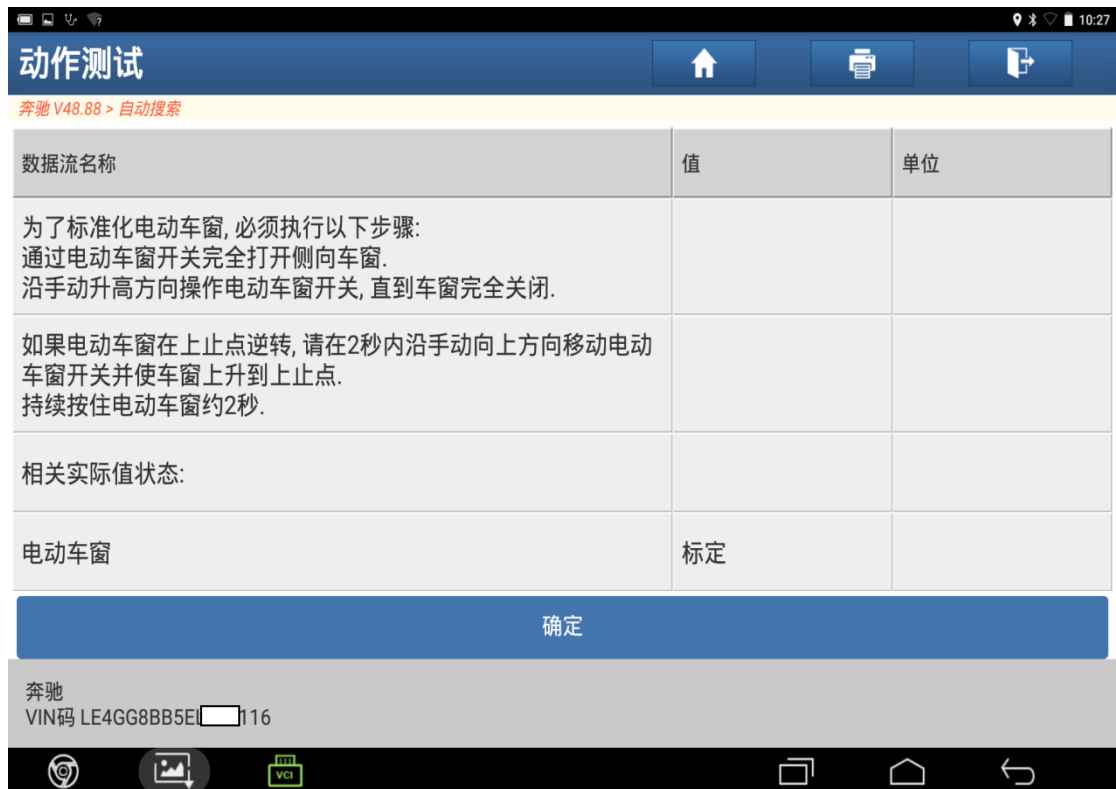 10:27
动作测试
奔驰 V48.88 > 自动搜索
数据流名称
值
单位
为了标准化电动车窗, 必须执行以下步骤:
通过电动车窗开关完全打开侧向车窗.
沿手动升高方向操作电动车窗开关, 直到车窗完全关闭.
如果电动车窗在上止点逆转, 请在2秒内沿手动向上方向移动电动
车窗开关并使车窗上升到上止点.
持续按住电动车窗约2秒.
相关实际值状态:
电动车窗
标定
确定
奔驰
VIN码 LE4GG8BB5E 116
VCI